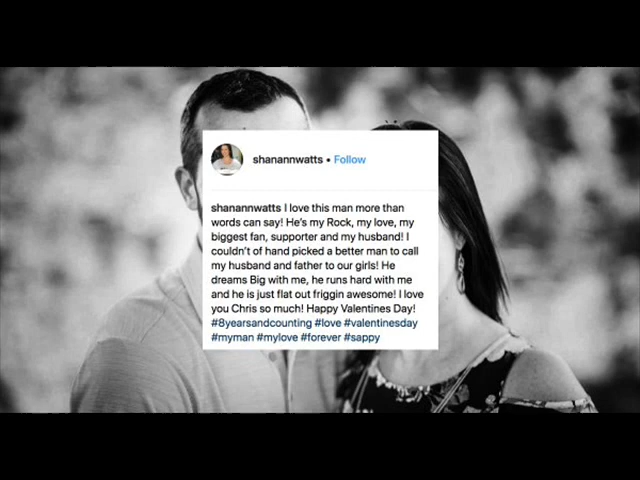 shanannwatts • Follow
shanannwatts I love this man more than
words can say! He's my Rock, my love, my
biggest fan, supporter and my husband! I
couldn't of hand picked a better man to call
my husband and father to our girls! He
dreams Big with me, he runs hard with me
and he is just flat out friggin awesome! I love
you Chris so much! Happy Valentines Day!
#8yearsandcounting #love #valentinesday
#myman #mylove #forever #sappy